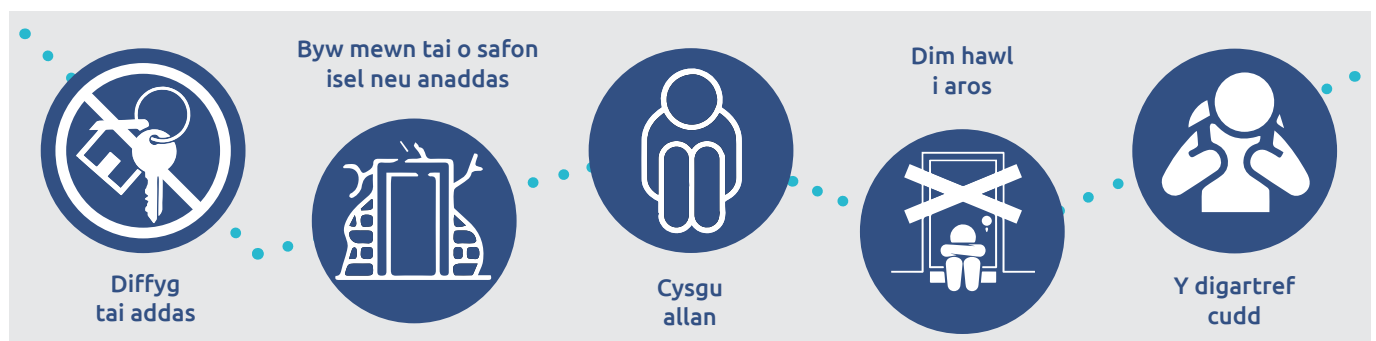 Diffyg
tai addas
Byw mewn tai o safon
isel neu anaddas
Cysgu
allan
Dim hawl
i aros
Y digartref
cudd